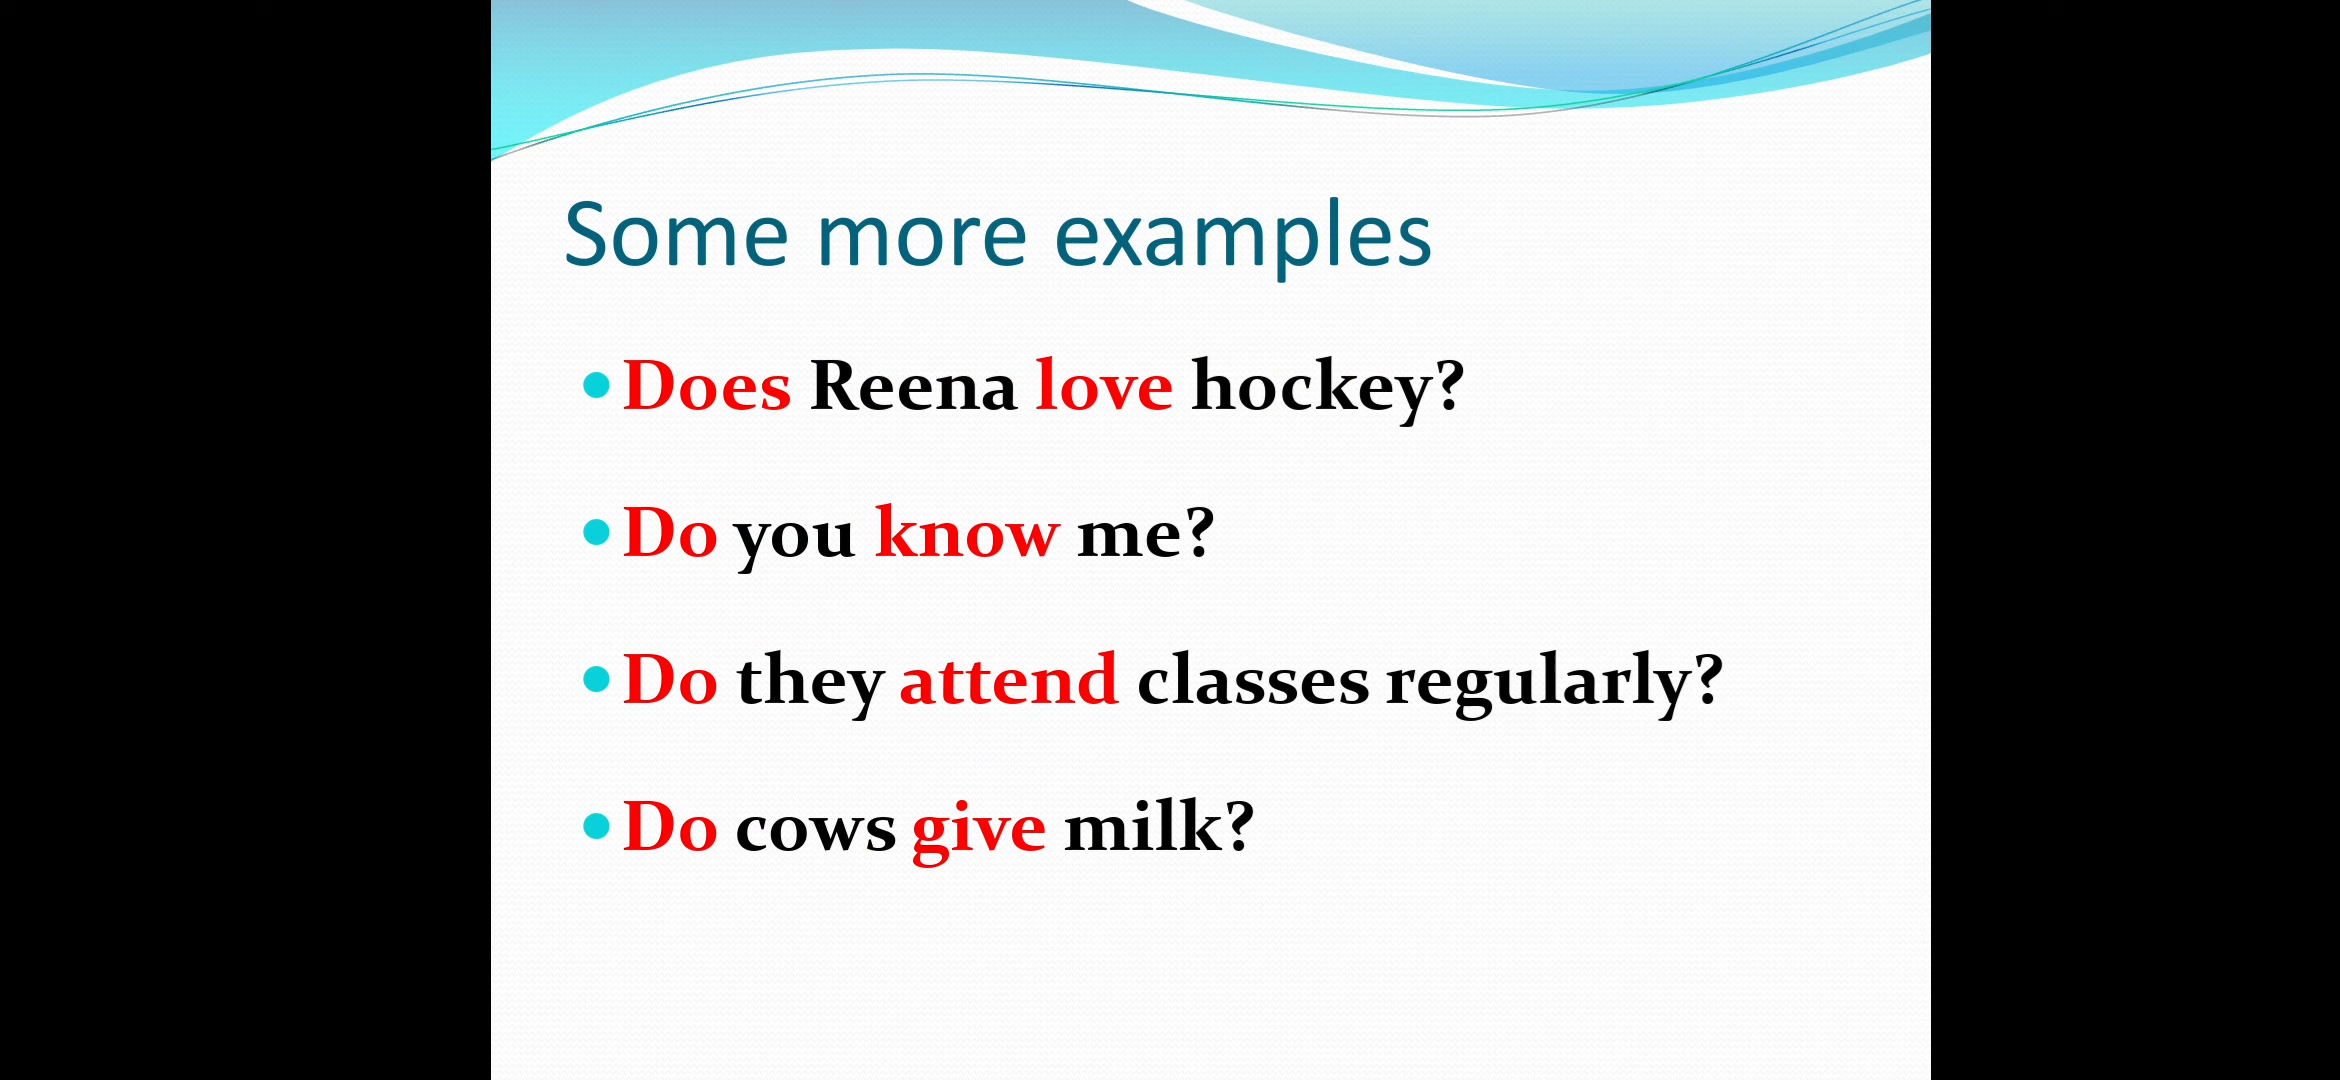 Some more examples
Does Reena love hockey?
Do you know me?
Do they attend classes regularly?
Do cows give milk?